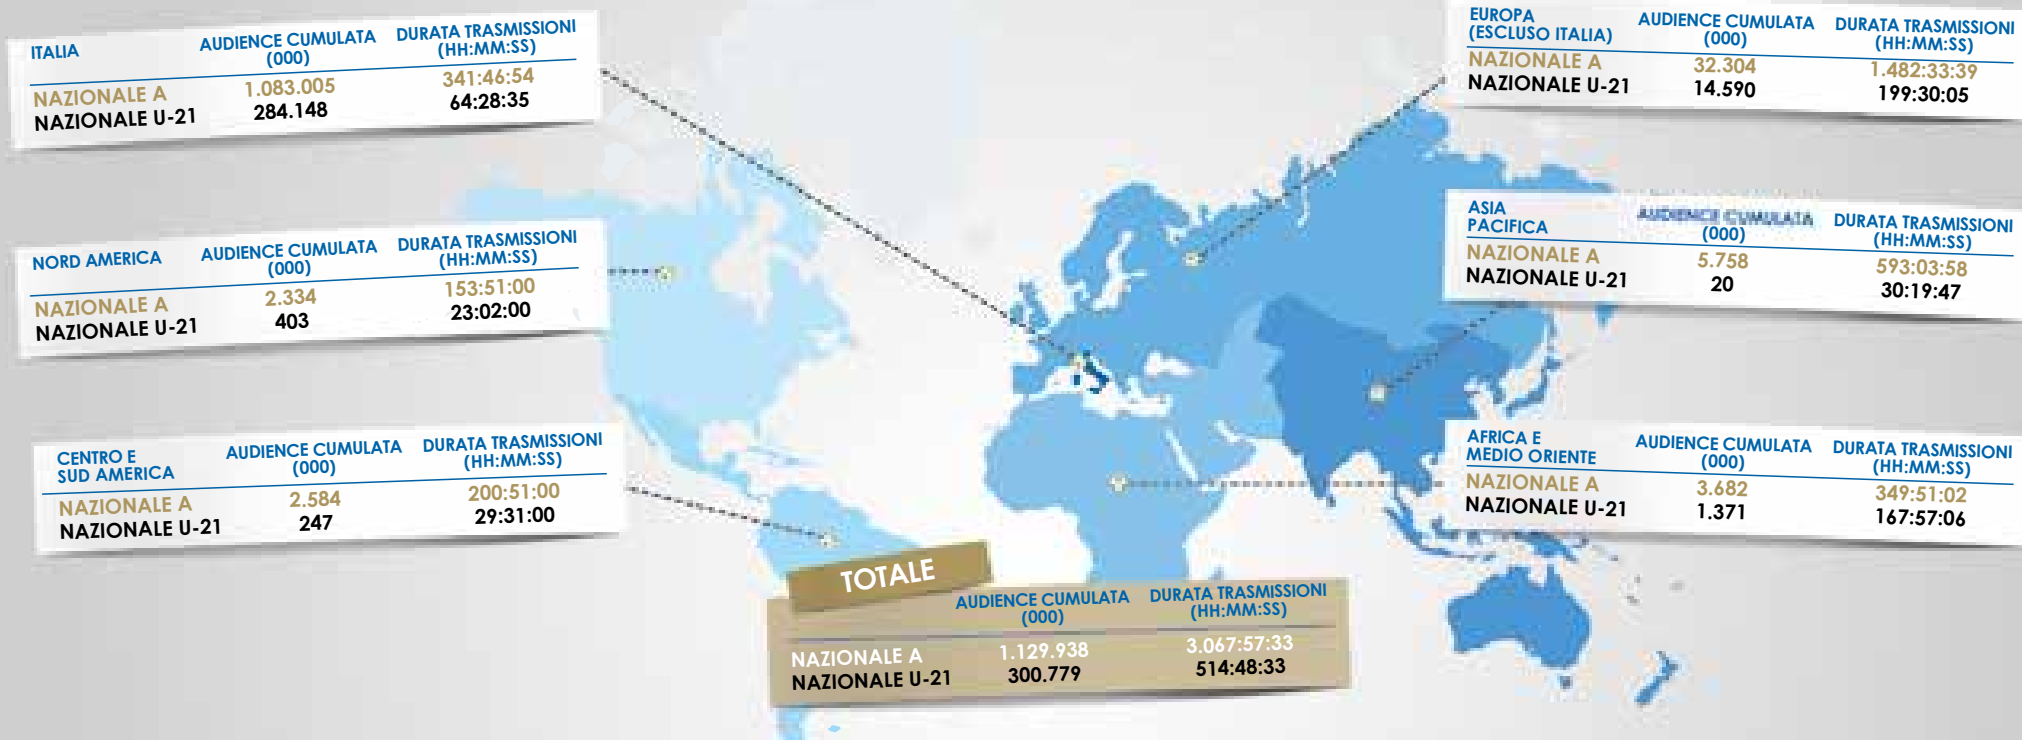 ITALIA AUDIENCE CUMULATA (000) DURATA TRASMISSIONI (HH:MM:SS)
NAZIONALE A 1.083.005 341:46:54
NAZIONALE U-21 284.148 64:28:35
NORD AMERICA AUDIENCE CUMULATA (000) DURATA TRASMISSIONI (HH:MM:SS)
NAZIONALE A 2.334 153:51:00
NAZIONALE U-21 403 23:02:00
CENTRO E SUD AMERICA AUDIENCE CUMULATA (000) DURATA TRASMISSIONI (HH:MM:SS)
NAZIONALE A 2.584 200:51:00
NAZIONALE U-21 247 29:31:00
EUROPA (ESCLUSO ITALIA) AUDIENCE CUMULATA (000) DURATA TRASMISSIONI (HH:MM:SS)
NAZIONALE A 32.304 1.482:33:39
NAZIONALE U-21 14.590 199:30:05
ASIA PACIFICA AUDIENCE CUMULATA (000) DURATA TRASMISSIONI (HH:MM:SS)
NAZIONALE A 5.758 593:03:58
NAZIONALE U-21 20 30:19:47
AFRICA E MEDIO ORIENTE AUDIENCE CUMULATA (000) DURATA TRASMISSIONI (HH:MM:SS)
NAZIONALE A 3.682 349:51:02
NAZIONALE U-21 1.371 167:57:06
TOTALE
AUDIENCE CUMULATA (000) DURATA TRASMISSIONI (HH:MM:SS)
NAZIONALE A 1.129.938 3.067:57:33
NAZIONALE U-21 300.779 514:48:33